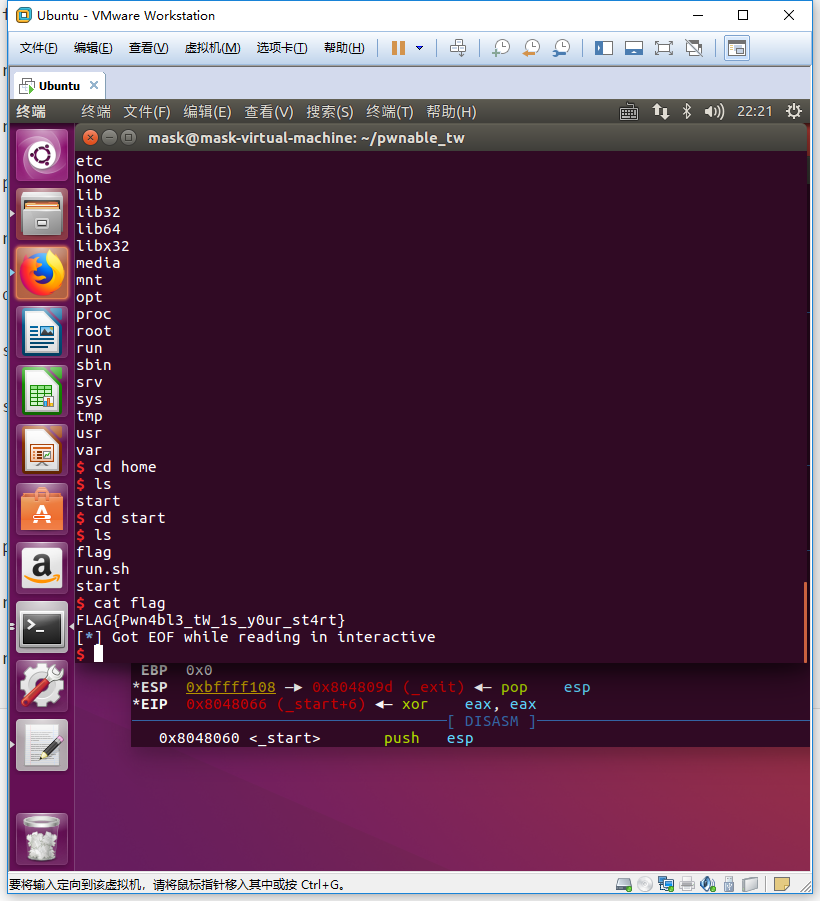 Ubuntu - VMware Workstation
文件(F) 编辑(E) 查看(V) 虚拟机(M) 选项卡(T) 帮助(H)
Ubuntu
终端 终端 文件(F) 编辑(E) 查看(V) 搜索(S) 终端(T) 帮助(H) 22:21
mask@mask-virtual-machine: ~/pwnable_tw
etc
home
lib
lib32
lib64
libx32
media
mnt
opt
proc
root
run
sbin
srv
sys
tmp
usr
var
$ cd home
$ ls
start
$ cd start
$ ls
flag
run.sh
start
$ cat flag
FLAG{Pwn4bl3_tW_1s_y0ur_st4rt}
[*] Got EOF while reading in interactive
$
EBP 0x0
*ESP 0xbffff108 —▸ 0x804809d (_exit) ◂— pop esp
*EIP 0x8048066 (_start+6) ◂— xor eax, eax
[ DISASM ]
0x8048060 <_start> push esp
要将输入定向到该虚拟机，请将鼠标指针移入其中或按 Ctrl+G。